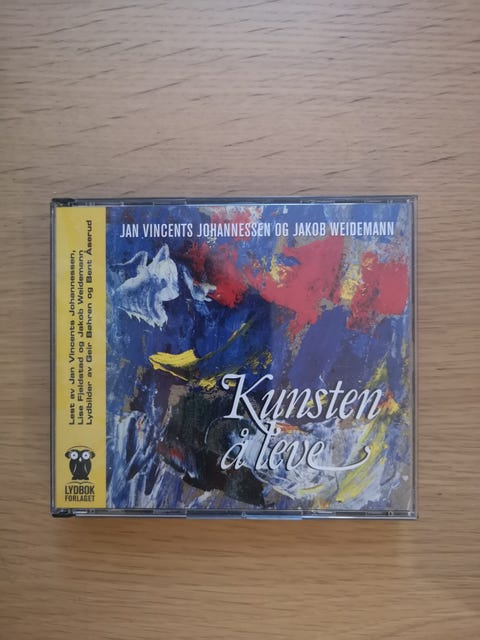 JAN VINCENTS JOHANNESSEN OG JAKOB WEIDEMANN
Kunsten
å leve
Lest av Jan Vincents Johannessen,
Lise Fjeldstad og Jakob Weidemann
Lydbilder av Geir Bøhren og Bent Åserud
LYDBOK
FORLAGET